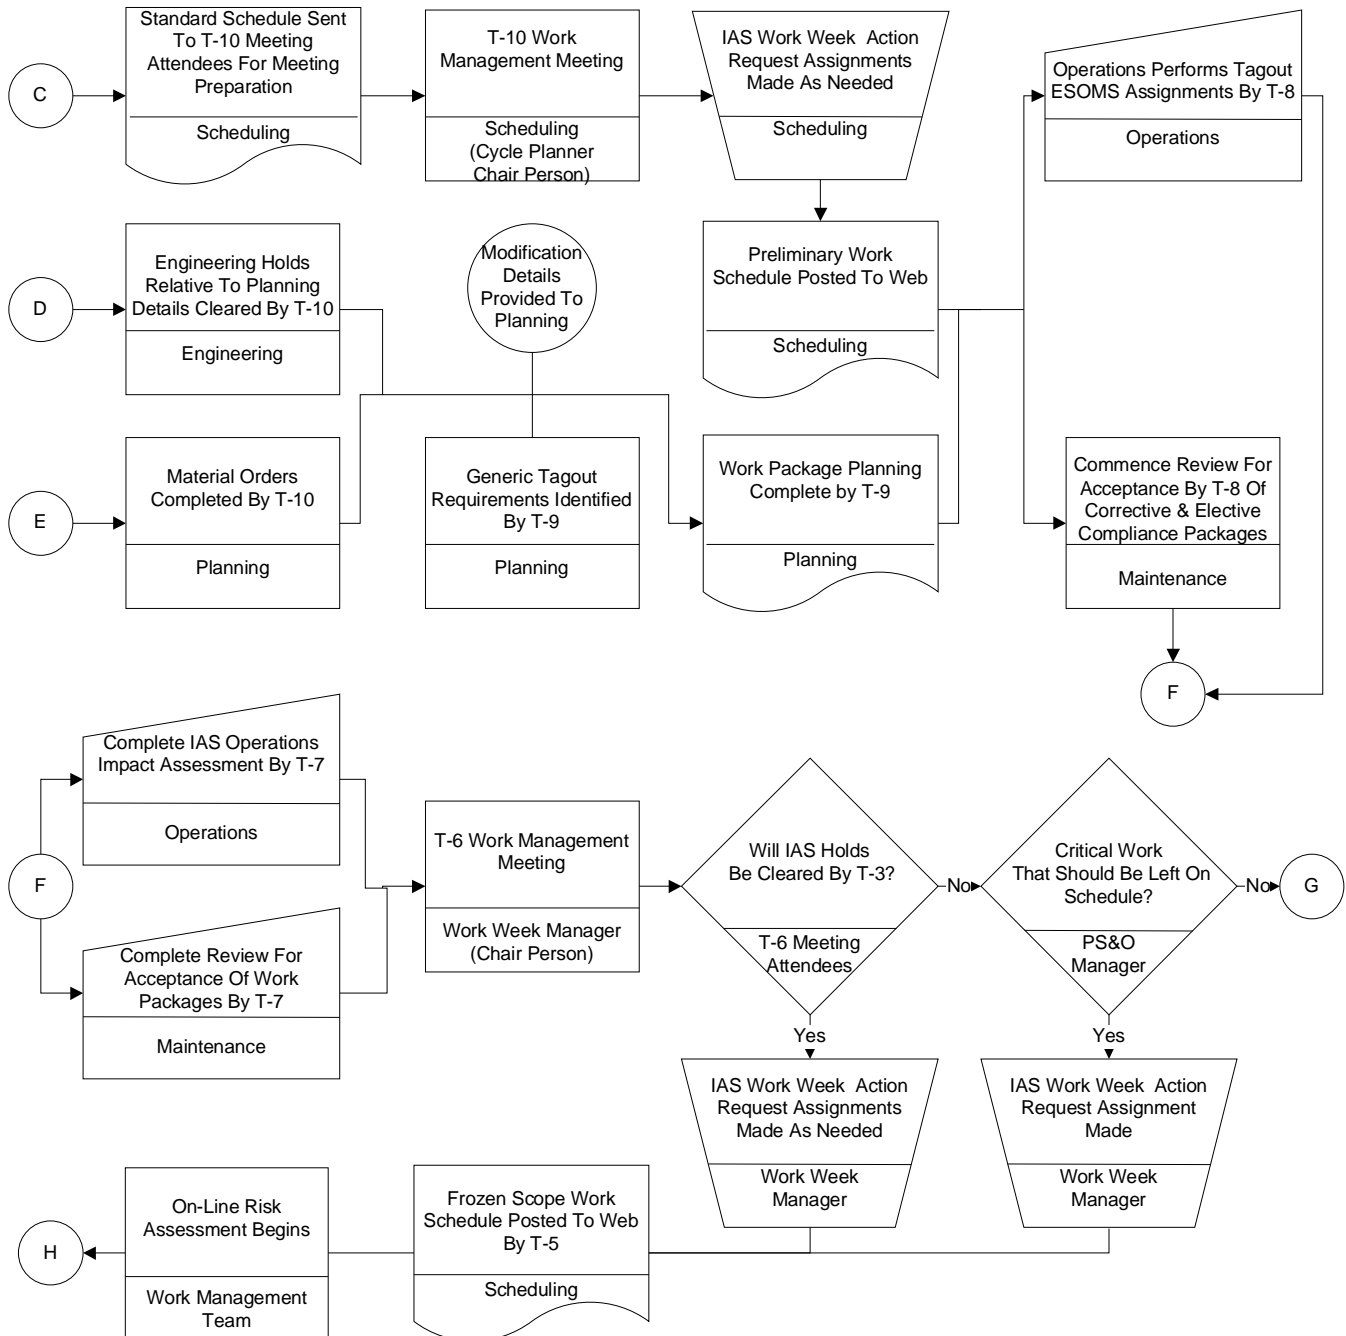 C
Standard Schedule Sent
To T-10 Meeting
Attendees For Meeting
Preparation
Scheduling
T-10 Work
Management Meeting
Scheduling
(Cycle Planner
Chair Person)
IAS Work Week Action
Request Assignments
Made As Needed
Scheduling
Operations Performs Tagout
ESOMS Assignments By T-8
Operations
D
Engineering Holds
Relative To Planning
Details Cleared By T-10
Engineering
Modification
Details
Provided To
Planning
Preliminary Work
Schedule Posted To Web
Scheduling
E
Material Orders
Completed By T-10
Planning
Generic Tagout
Requirements Identified
By T-9
Planning
Work Package Planning
Complete by T-9
Planning
Commence Review For
Acceptance By T-8 Of
Corrective & Elective
Compliance Packages
Maintenance
F
Complete IAS Operations
Impact Assessment By T-7
Operations
F
Complete Review For
Acceptance Of Work
Packages By T-7
Maintenance
T-6 Work Management
Meeting
Work Week Manager
(Chair Person)
Will IAS Holds
Be Cleared By T-3?
T-6 Meeting
Attendees
No
Critical Work
That Should Be Left On
Schedule?
PS&O
Manager
No
G
Yes
Yes
IAS Work Week Action
Request Assignments
Made As Needed
Work Week
Manager
IAS Work Week Action
Request Assignment
Made
Work Week
Manager
H
On-Line Risk
Assessment Begins
Work Management
Team
Frozen Scope Work
Schedule Posted To Web
By T-5
Scheduling